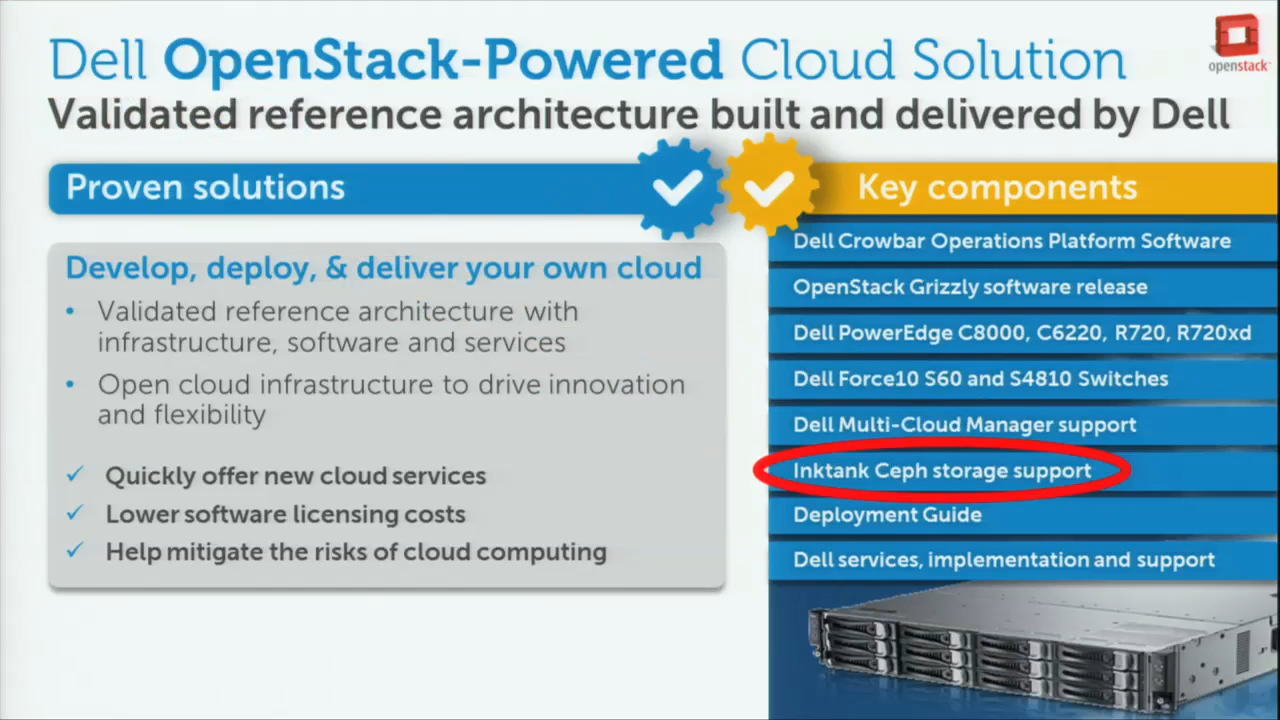 Dell OpenStack-Powered Cloud Solution
openstack
Validated reference architecture built and delivered by Dell
Proven solutions
Develop, deploy, & deliver your own cloud
• Validated reference architecture with
infrastructure, software and services
• Open cloud infrastructure to drive innovation
and flexibility
✓ Quickly offer new cloud services
✓ Lower software licensing costs
✓ Help mitigate the risks of cloud computing
Key components
Dell Crowbar Operations Platform Software
OpenStack Grizzly software release
Dell PowerEdge C8000, C6220, R720, R720xd
Dell Force10 S60 and S4810 Switches
Dell Multi-Cloud Manager support
Inktank Ceph storage support
Deployment Guide
Dell services, implementation and support